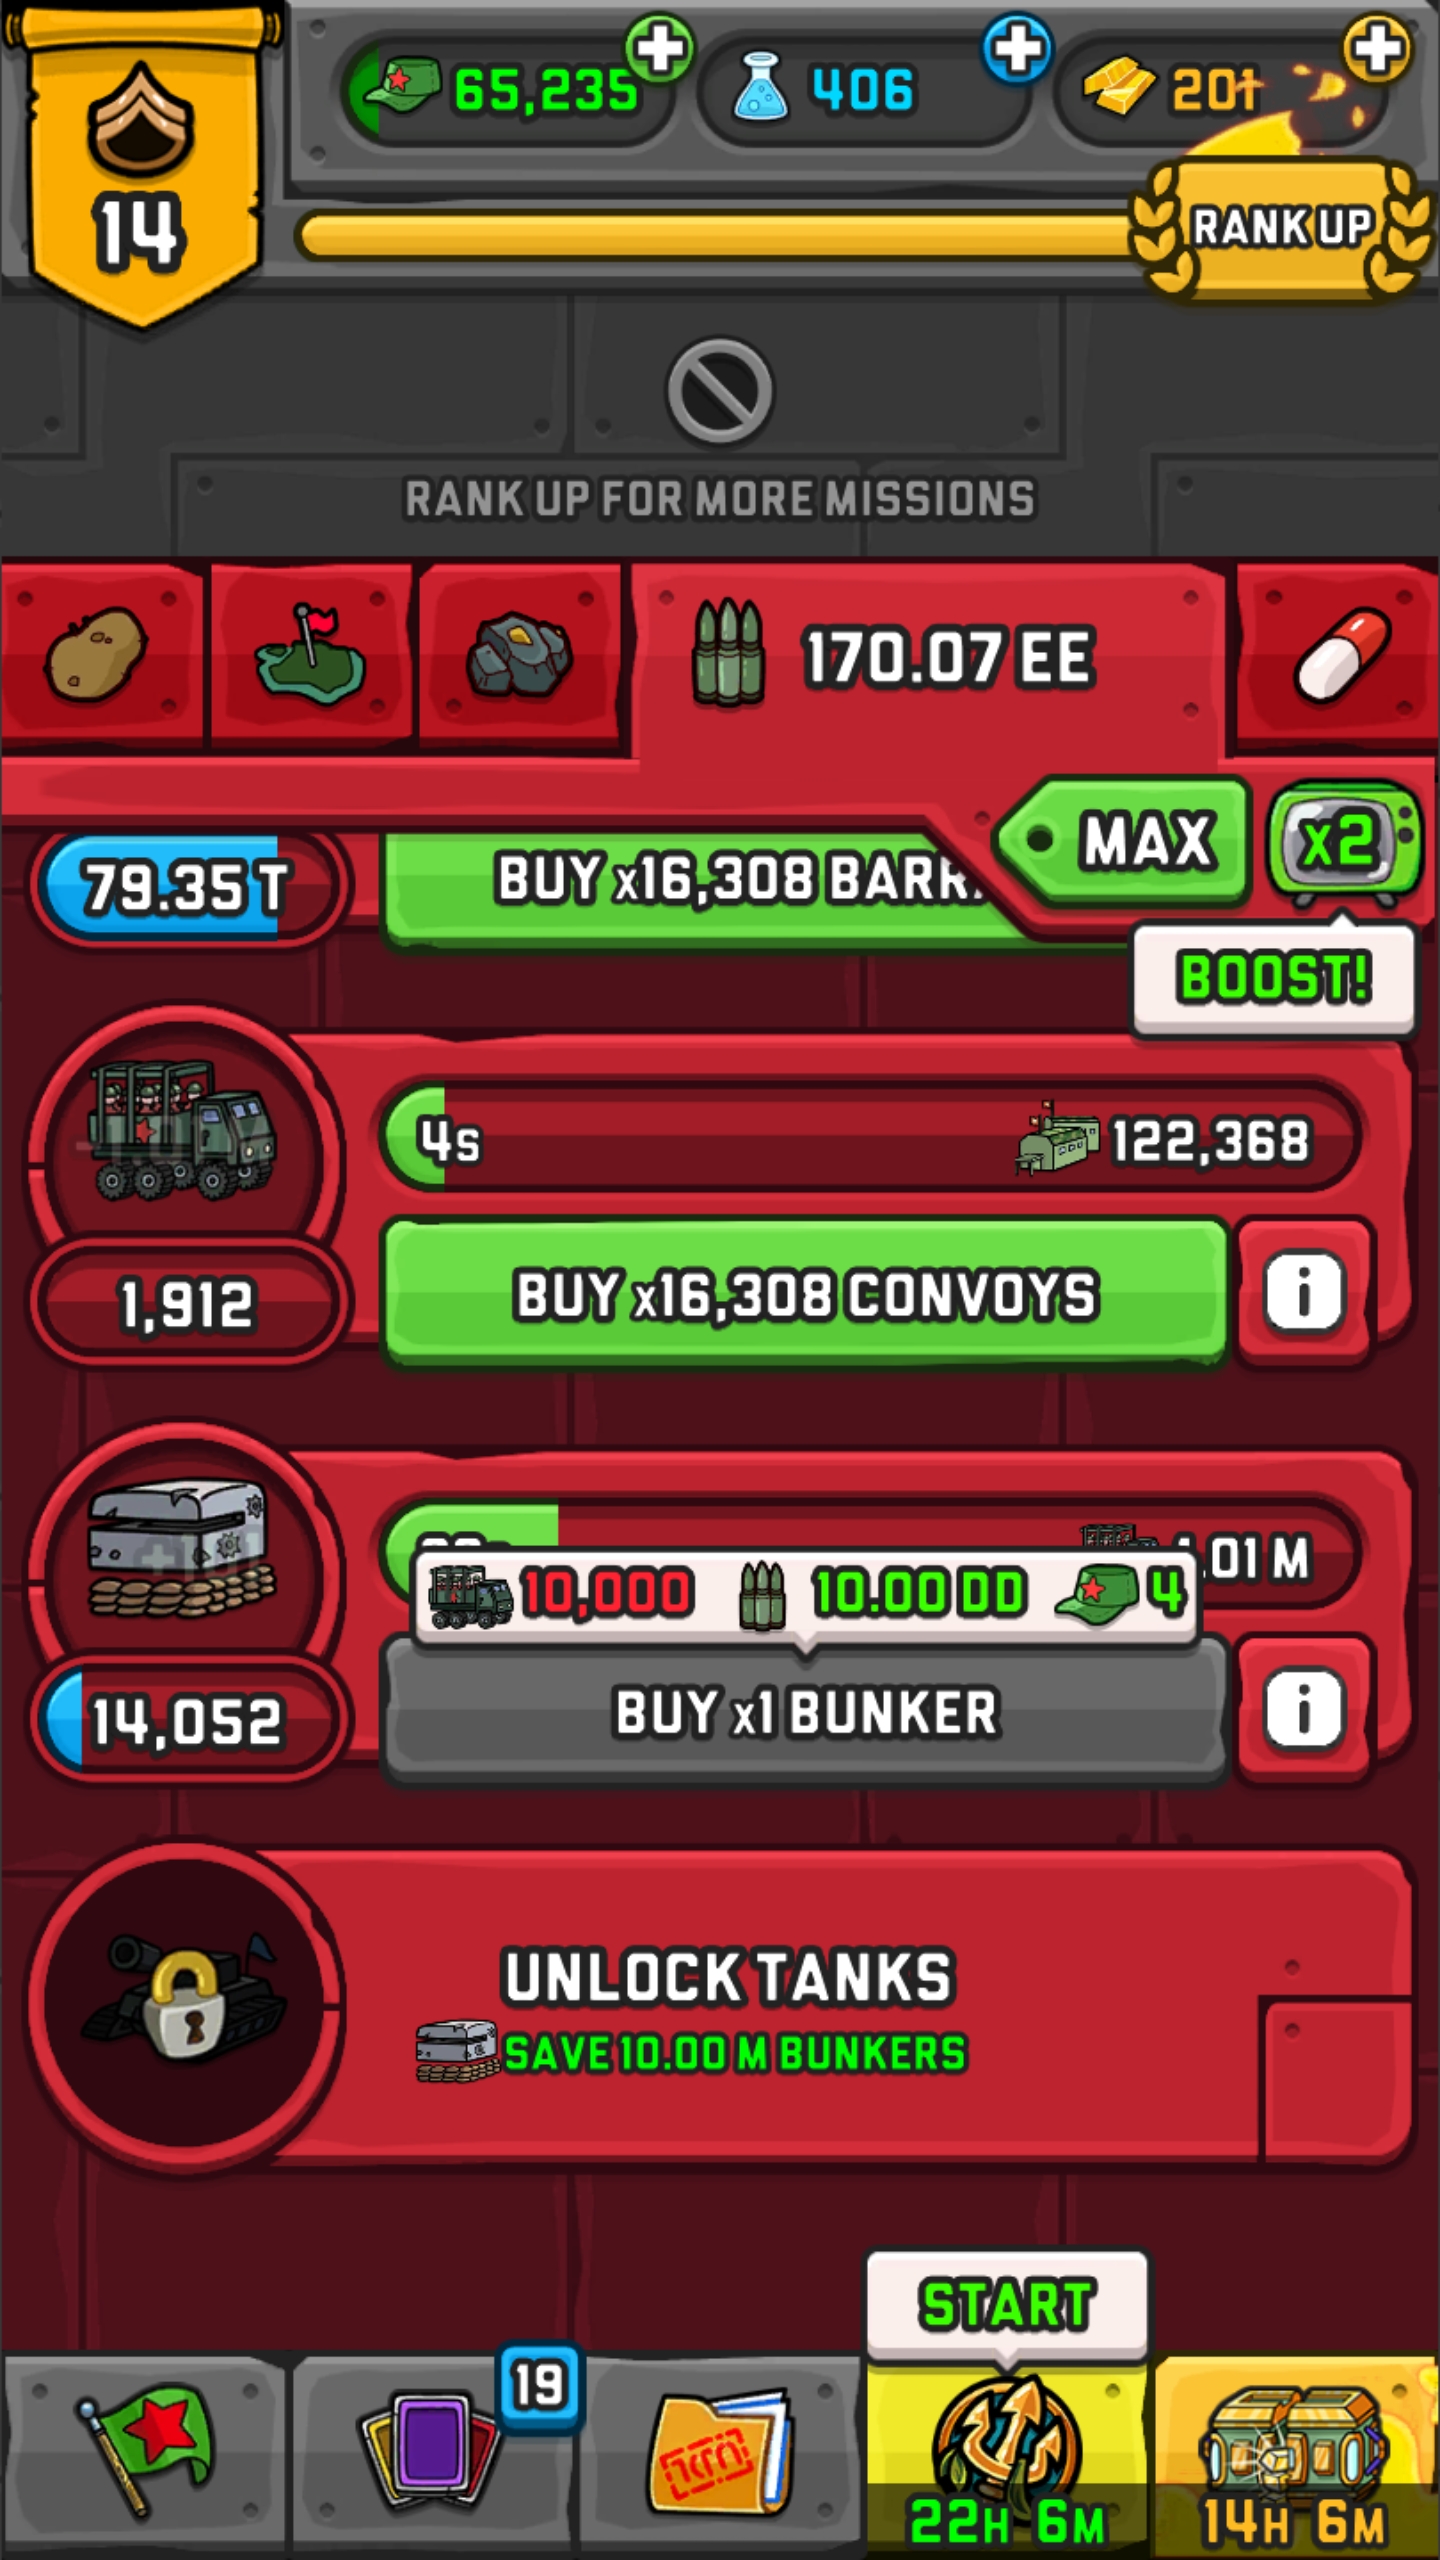 65,235
406
201
14
RANK UP
RANK UP FOR MORE MISSIONS
170.07 EE
MAX
x2
79.35 T
BUY x16,308
BOOST!
4s
122,368
1,912
BUY x16,308 CONVOYS
.01 M
10,000
10.00 DD
4
14,052
BUY x1 BUNKER
UNLOCK TANKS
SAVE 10.00 M BUNKERS
START
19
22H 6M
14H 6M